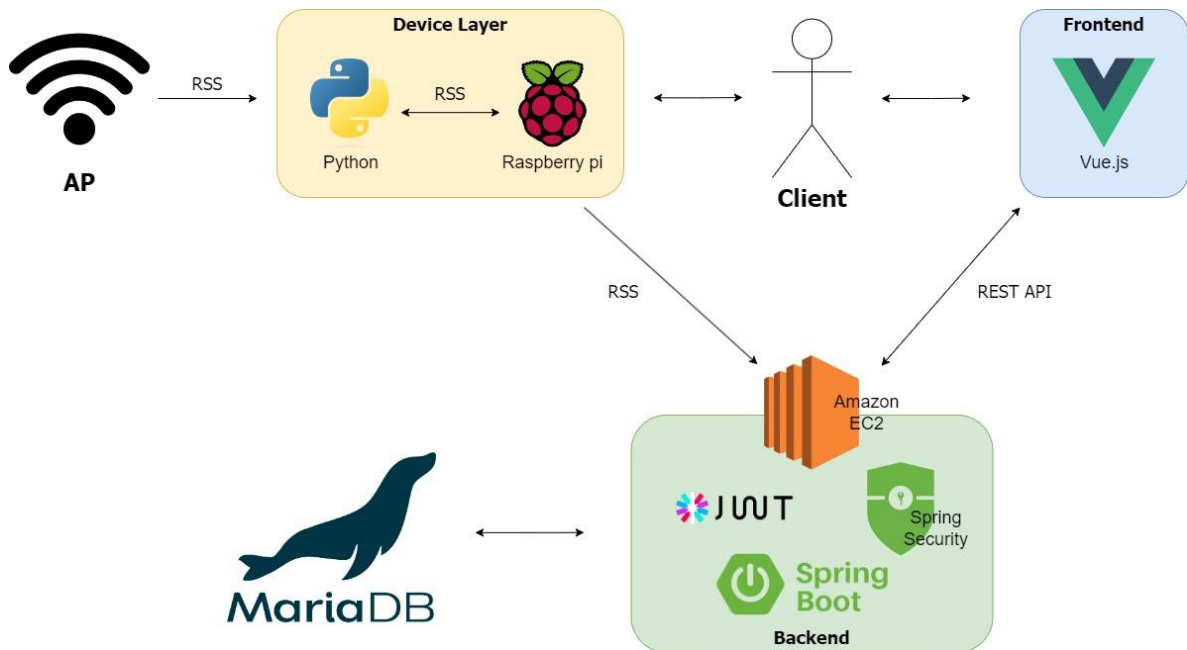 Device Layer
Frontend
RSS
RSS
Python
Raspberry pi
Vue.js
AP
Client
RSS
REST API
Amazon
EC2
JWT
Spring
Security
MariaDB
Spring
Boot
Backend